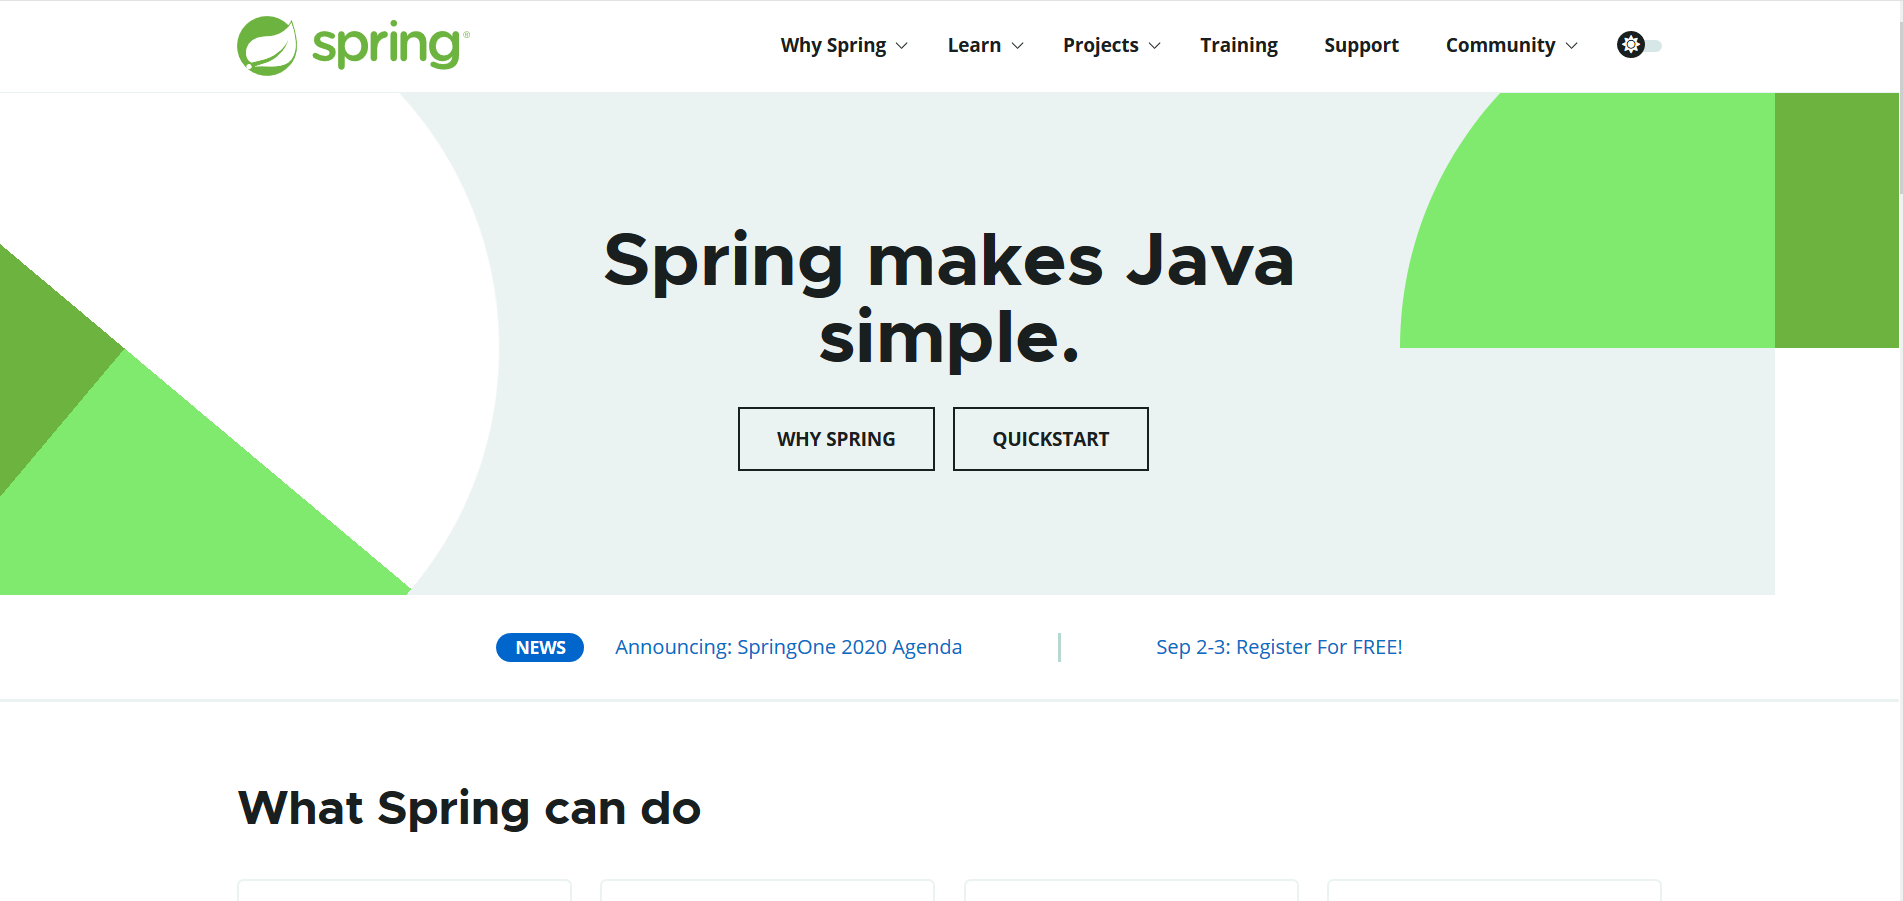 spring®
Why Spring Learn Projects Training Support Community
Spring makes Java
simple.
WHY SPRING QUICKSTART
NEWS Announcing: SpringOne 2020 Agenda Sep 2-3: Register For FREE!
What Spring can do